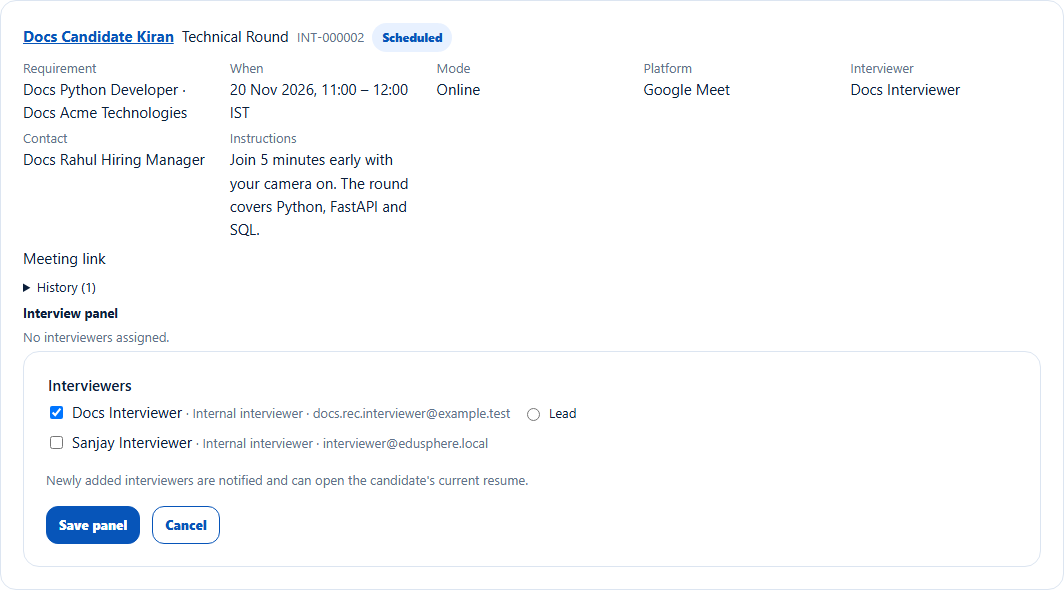 Docs Candidate Kiran Technical Round INT-000002 Scheduled
Requirement When Mode Platform Interviewer
Docs Python Developer · 20 Nov 2026, 11:00 – 12:00 Online Google Meet Docs Interviewer
Docs Acme Technologies IST
Contact Instructions
Docs Rahul Hiring Manager Join 5 minutes early with
your camera on. The round
covers Python, FastAPI and
SQL.
Meeting link
History (1)
Interview panel
No interviewers assigned.
Interviewers
Docs Interviewer · Internal interviewer · docs.rec.interviewer@example.test Lead
Sanjay Interviewer · Internal interviewer · interviewer@edusphere.local
Newly added interviewers are notified and can open the candidate's current resume.
Save panel Cancel